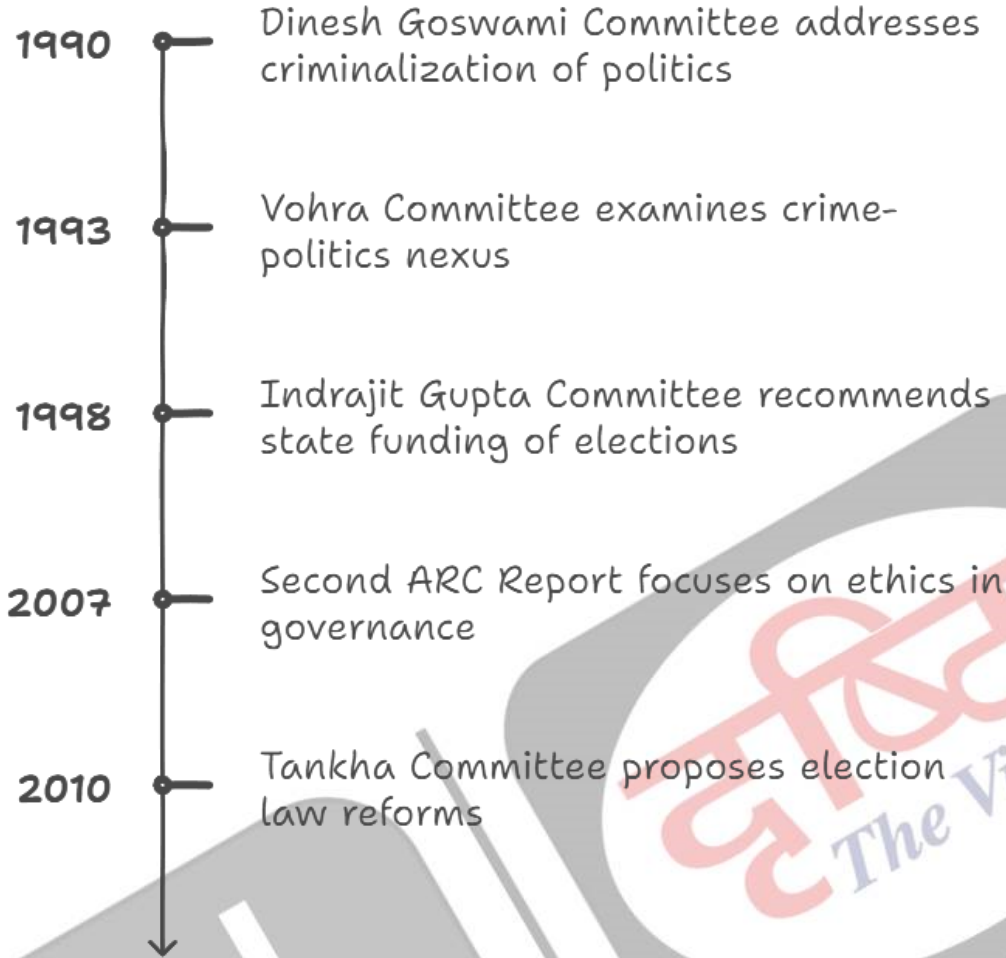 1990
Dinesh Goswami Committee addresses
criminalization of politics
1993
Vohra Committee examines crime-
politics nexus
1998
Indrajit Gupta Committee recommends
state funding of elections
2007
Second ARC Report focuses on ethics in
governance
2010
Tankha Committee proposes election
law reforms
The